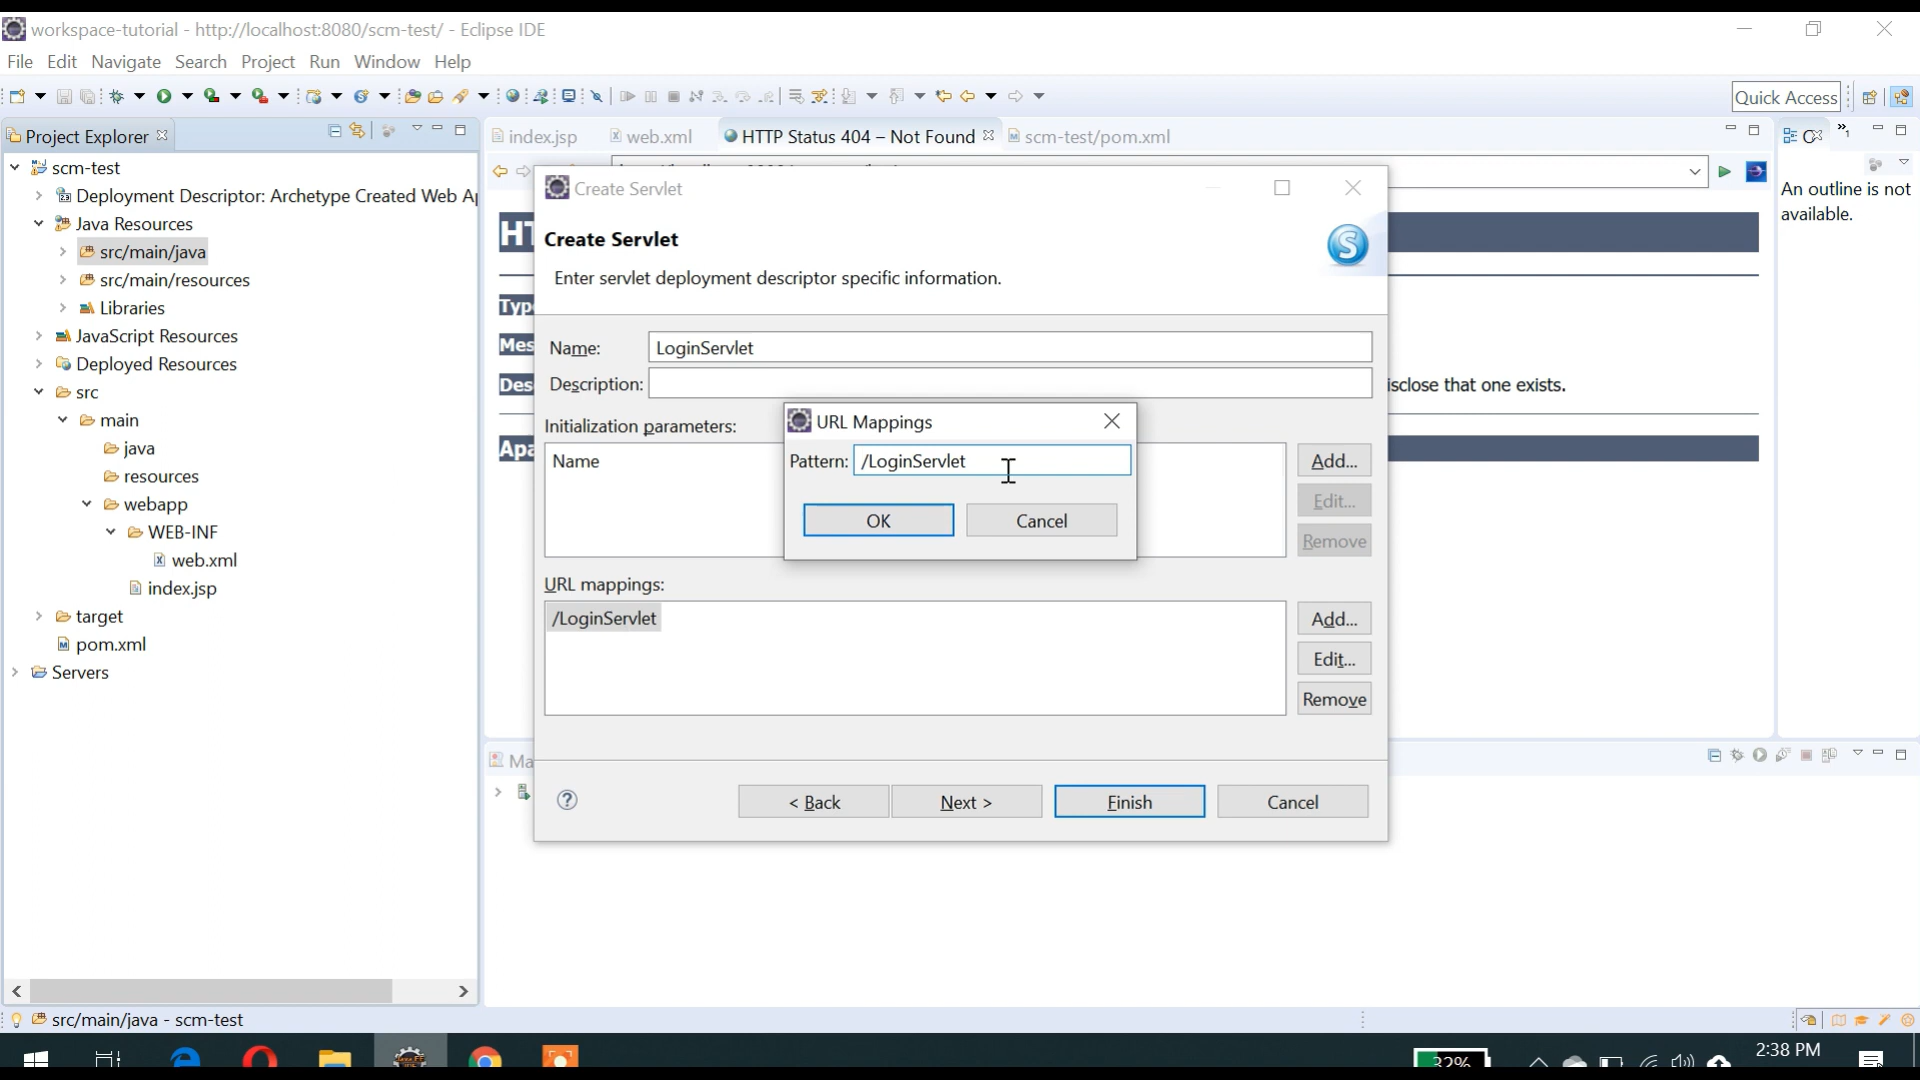 workspace-tutorial - http://localhost:8080/scm-test/ - Eclipse IDE
File Edit Navigate Search Project Run Window Help
Quick Access
Project Explorer
index.jsp web.xml HTTP Status 404 – Not Found scm-test/pom.xml
scm-test
Deployment Descriptor: Archetype Created Web A
Java Resources
src/main/java
src/main/resources
Libraries
JavaScript Resources
Deployed Resources
src
main
java
resources
webapp
WEB-INF
web.xml
index.jsp
target
pom.xml
Servers
An outline is not
available.
isclose that one exists.
Create Servlet
Create Servlet
Enter servlet deployment descriptor specific information.
Name: LoginServlet
Description:
Initialization parameters:
Name
Add...
Edit...
Remove
URL Mappings
Pattern: /LoginServlet
OK Cancel
URL mappings:
/LoginServlet
Add...
Edit...
Remove
< Back Next > Finish Cancel
src/main/java - scm-test
32%
2:38 PM